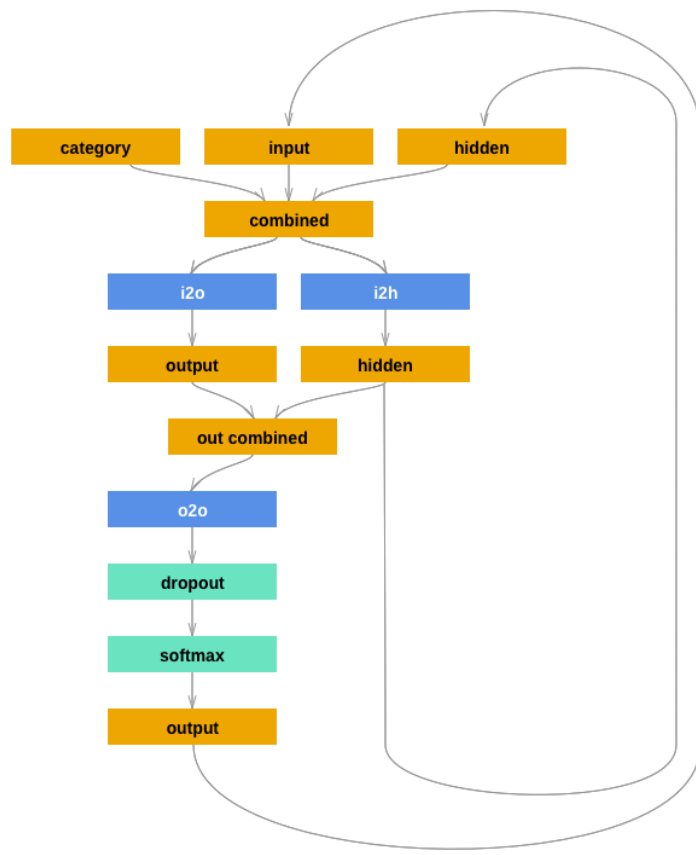 category
input
hidden
combined
i2o
i2h
output
hidden
out combined
o2o
dropout
softmax
output